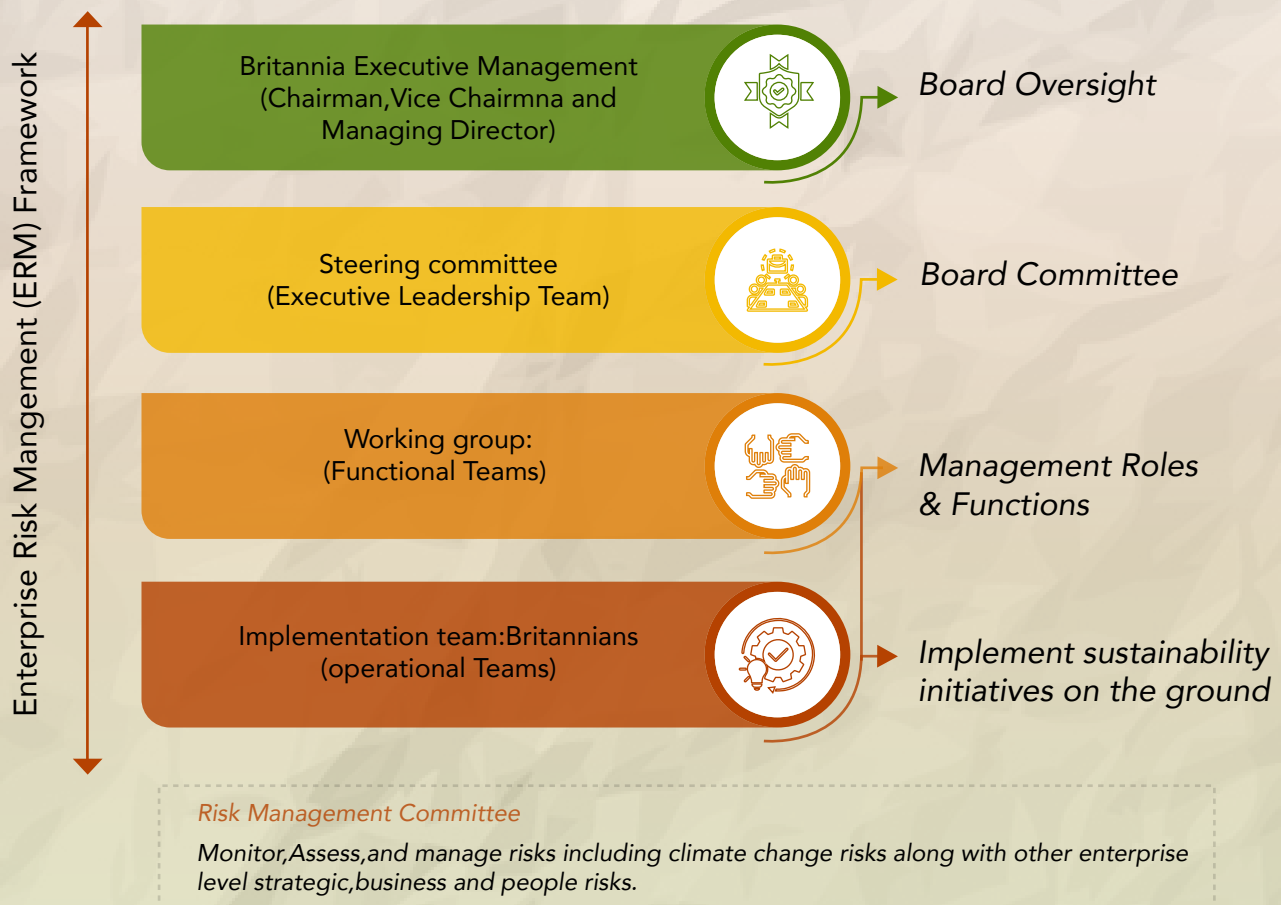 Enterprise Risk Mangement (ERM) Framework
Britannia Executive Management
(Chairman,Vice Chairmna and
Managing Director)
Board Oversight
Steering committee
(Executive Leadership Team)
Board Committee
Working group:
(Functional Teams)
Management Roles
& Functions
Implementation team:Britannians
(operational Teams)
Implement sustainability
initiatives on the ground
Risk Management Committee
Monitor,Assess,and manage risks including climate change risks along with other enterprise
level strategic,business and people risks.